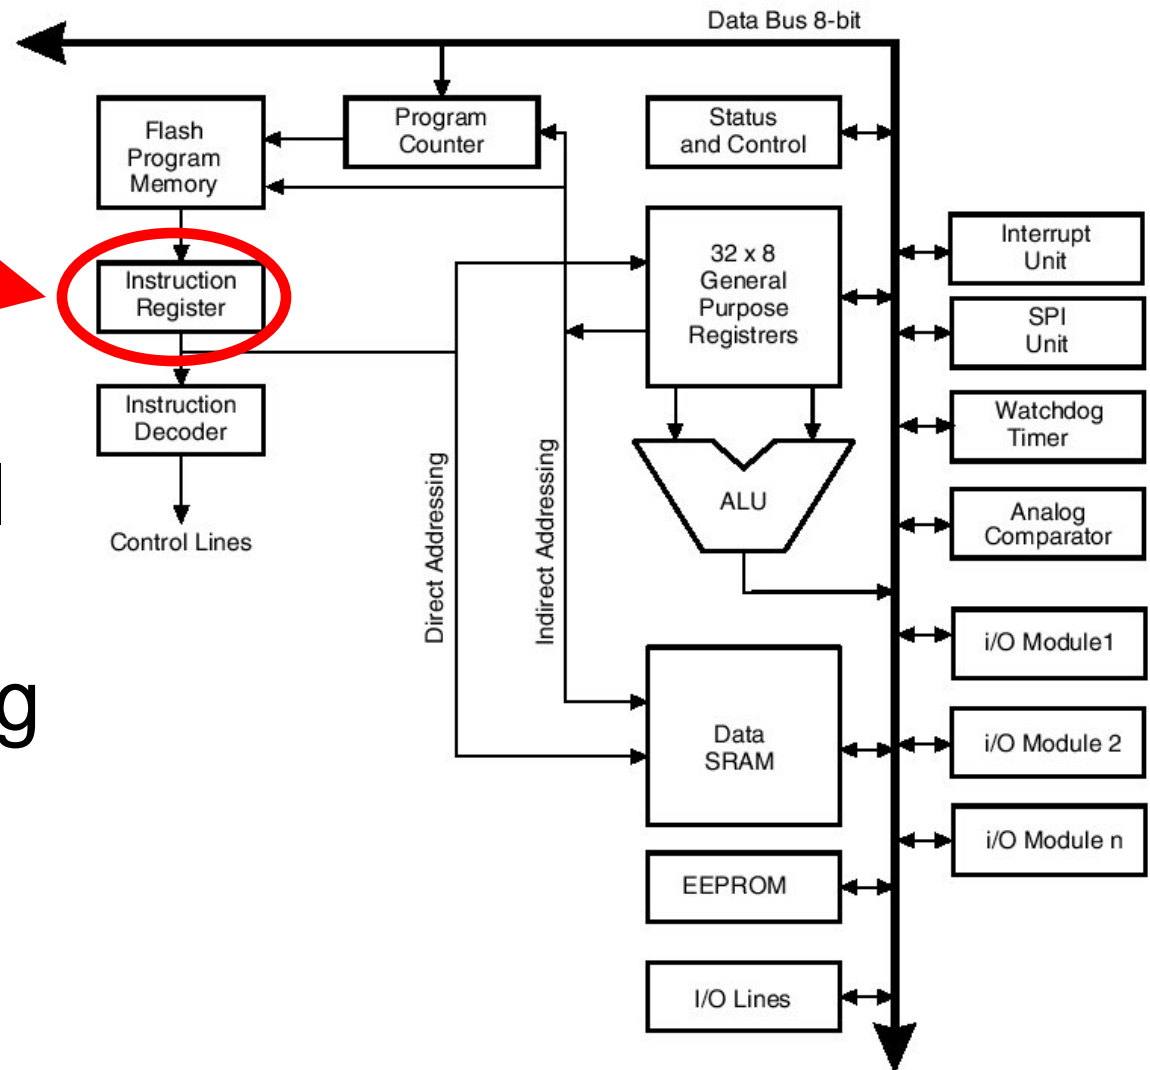 Data Bus 8-bit
Flash
Program
Memory
Program
Counter
Status
and Control
Instruction
Register
32 x 8
General
Purpose
Registrers
Interrupt
Unit
SPI
Unit
Instruction
Decoder
Watchdog
Timer
ALU
Analog
Comparator
Control Lines
Direct Addressing
Indirect Addressing
i/O Module1
Data
SRAM
i/O Module 2
i/O Module n
EEPROM
I/O Lines
g